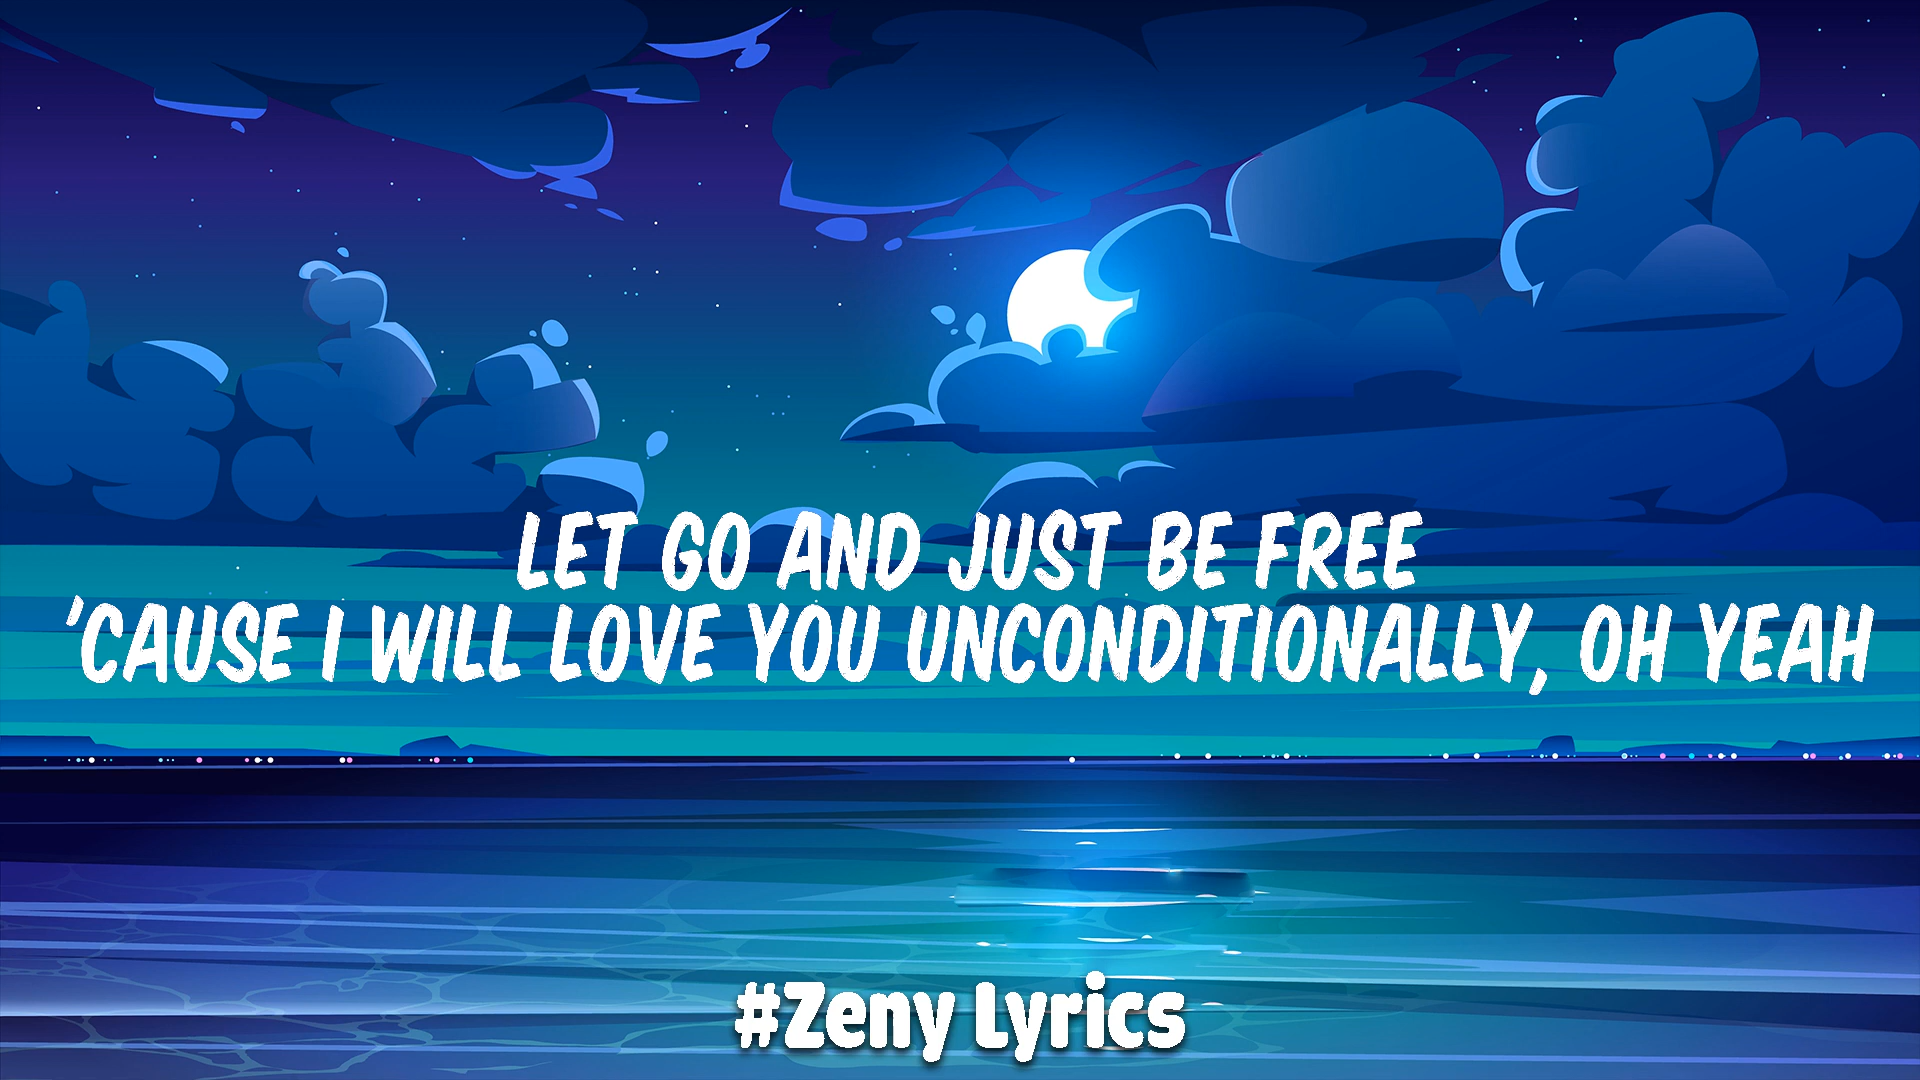 LET GO AND JUST BE FREE
'CAUSE I WILL LOVE YOU UNCONDITIONALLY, OH YEAH
#Zeny Lyrics